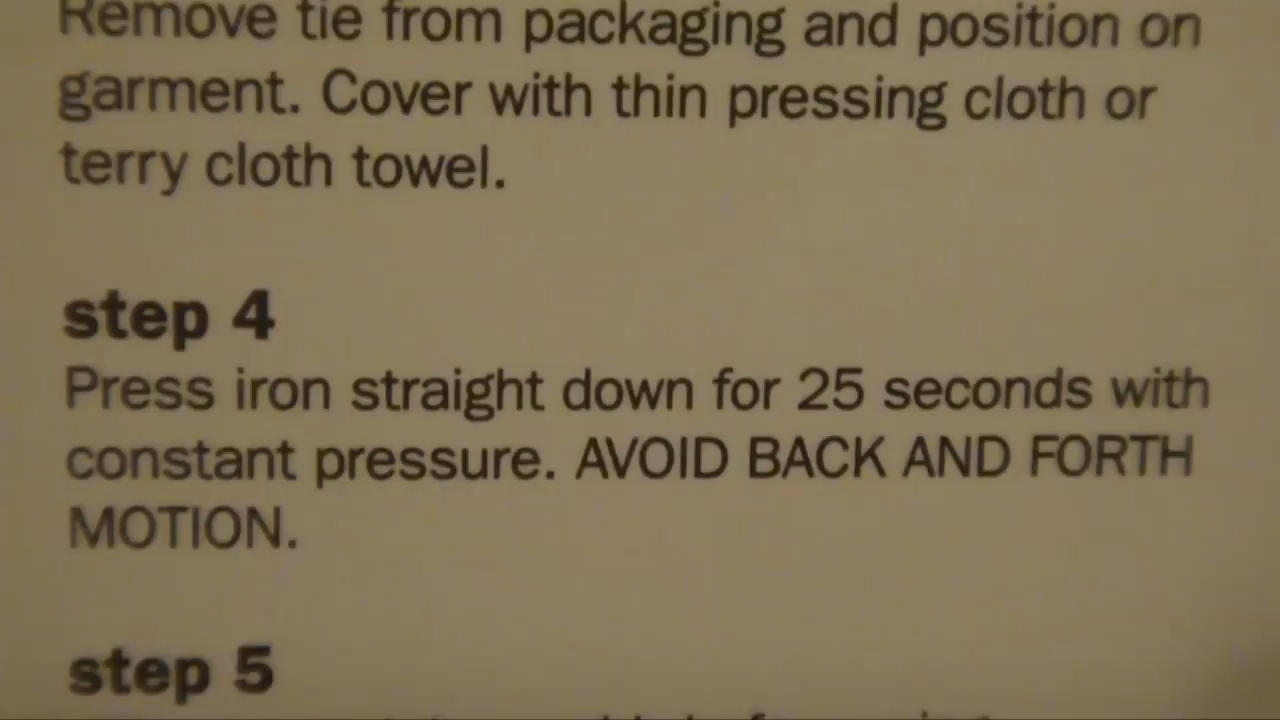 Remove tie from packaging and position on
garment. Cover with thin pressing cloth or
terry cloth towel.
step 4
Press iron straight down for 25 seconds with
constant pressure. AVOID BACK AND FORTH
MOTION.
step 5